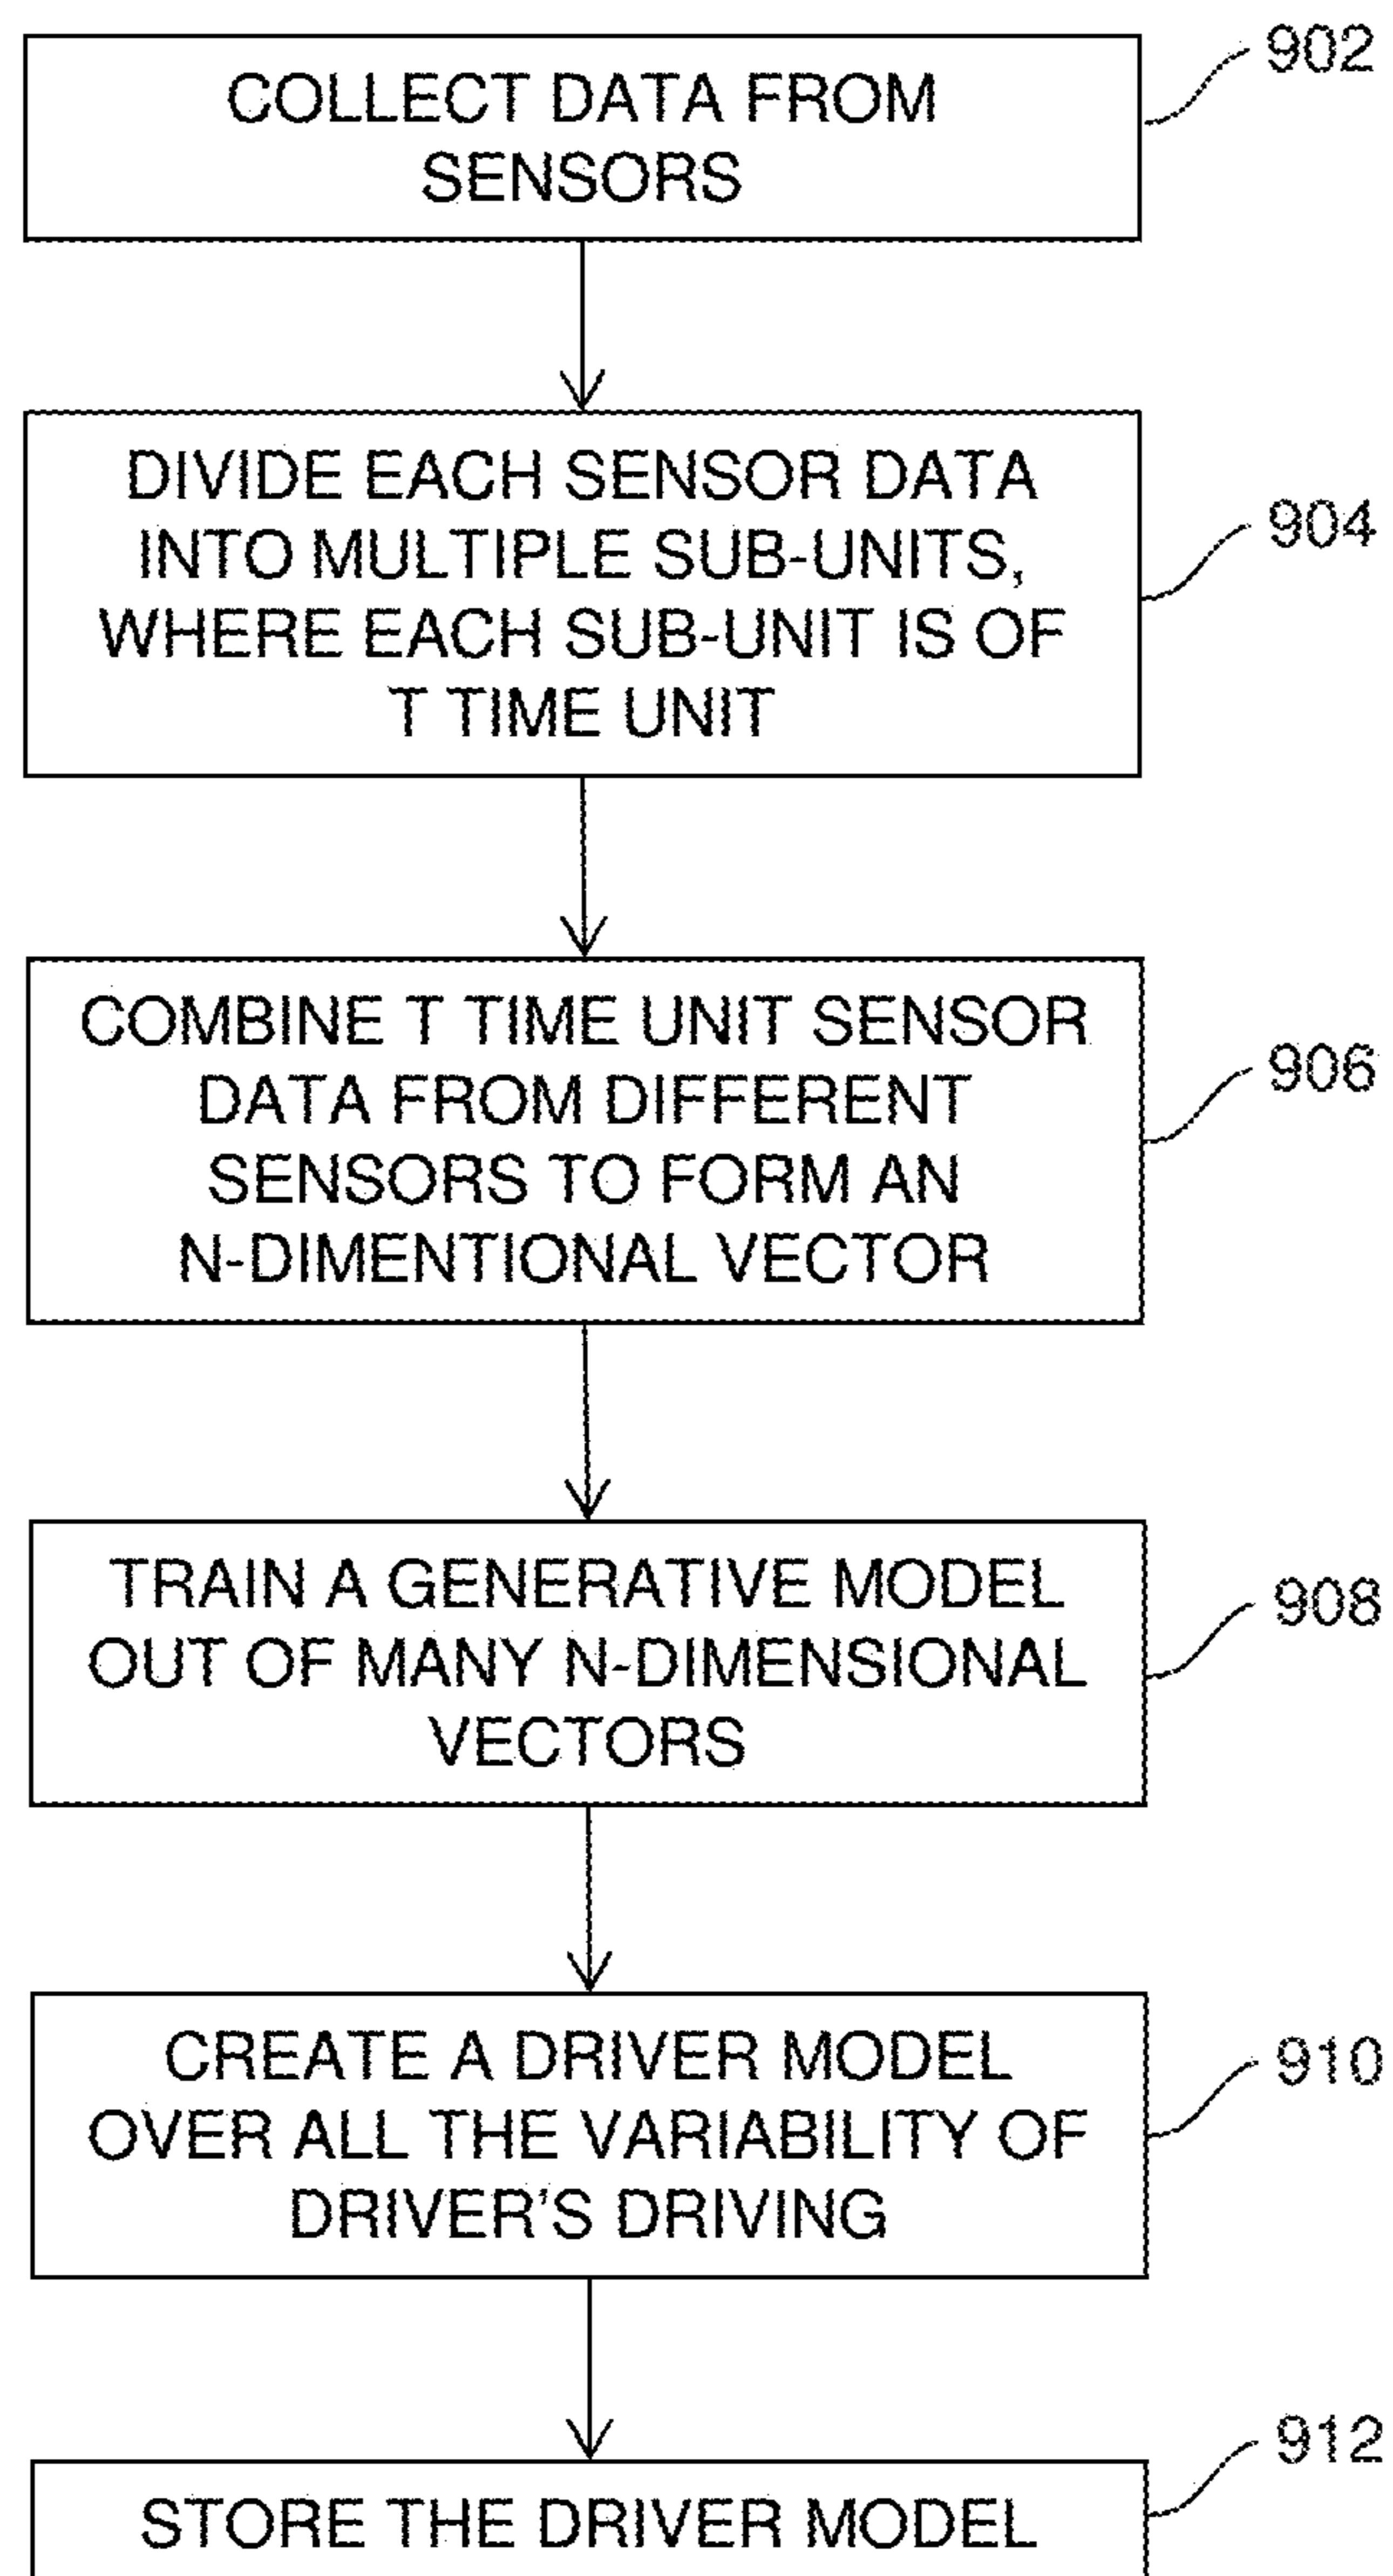 902
COLLECT DATA FROM
SENSORS
904
DIVIDE EACH SENSOR DATA
INTO MULTIPLE SUB-UNITS,
WHERE EACH SUB-UNIT IS OF
T TIME UNIT
906
COMBINE T TIME UNIT SENSOR
DATA FROM DIFFERENT
SENSORS TO FORM AN
N-DIMENTIONAL VECTOR
908
TRAIN A GENERATIVE MODEL
OUT OF MANY N-DIMENSIONAL
VECTORS
910
CREATE A DRIVER MODEL
OVER ALL THE VARIABILITY OF
DRIVER'S DRIVING
912
STORE THE DRIVER MODEL